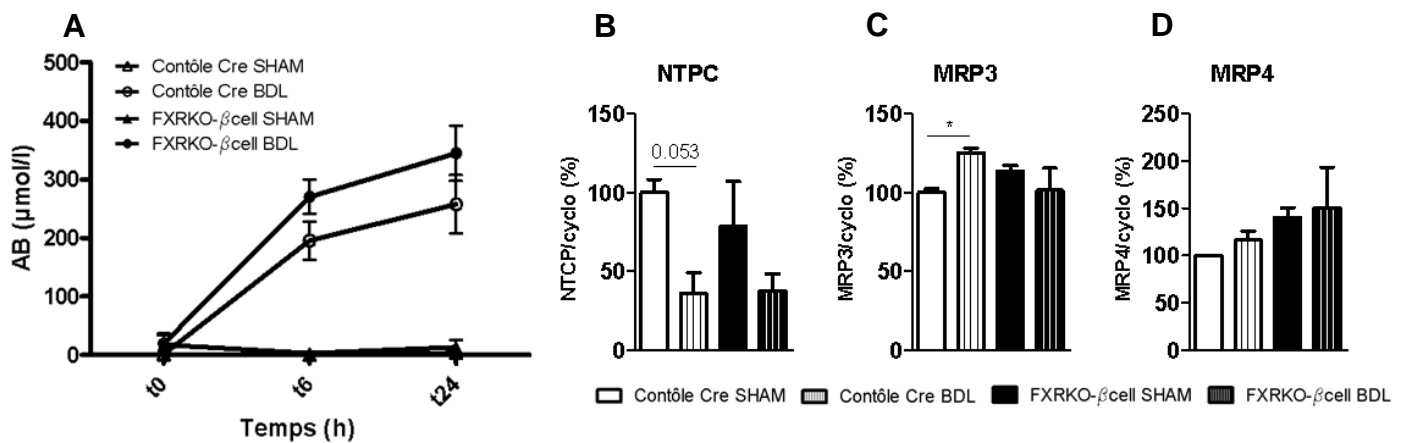 A
AB (µmol/l)
500
400
300
200
100
0
Contôle Cre SHAM
Contôle Cre BDL
FXRKO-βcell SHAM
FXRKO-βcell BDL
t0
t6
t24
Temps (h)
B
NTPC
NTCP/cyclo (%)
150
100
50
0
0.053
C
MRP3
MRP3/cyclo (%)
150
100
50
0
*
D
MRP4
MRP4/cyclo (%)
250
200
150
100
50
0
Contôle Cre SHAM Contôle Cre BDL FXRKO-βcell SHAM FXRKO-βcell BDL